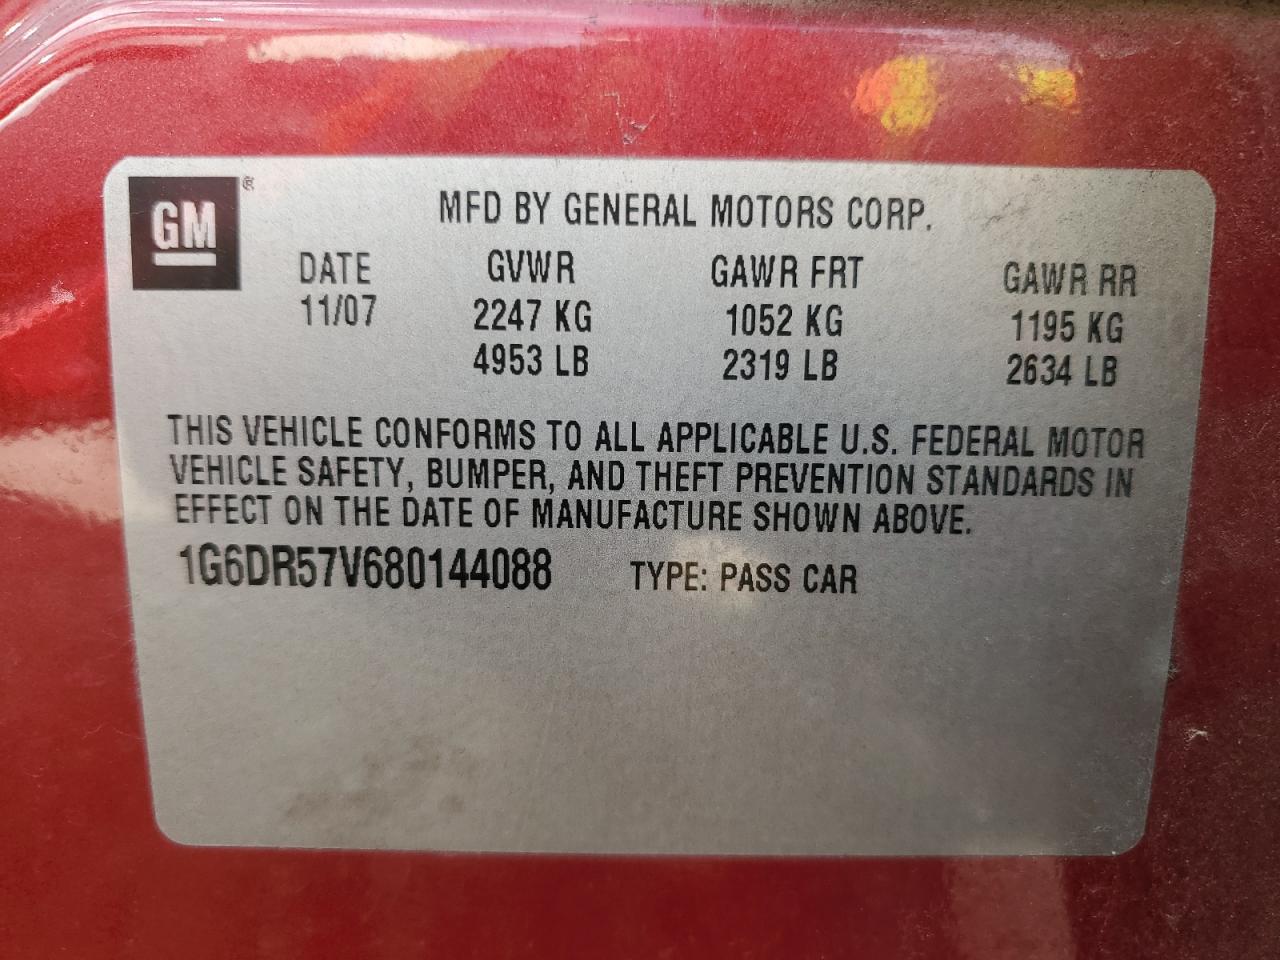 GM ®
MFD BY GENERAL MOTORS CORP.
DATE GVWR GAWR FRT GAWR RR
11/07 2247 KG 1052 KG 1195 KG
4953 LB 2319 LB 2634 LB
THIS VEHICLE CONFORMS TO ALL APPLICABLE U.S. FEDERAL MOTOR
VEHICLE SAFETY, BUMPER, AND THEFT PREVENTION STANDARDS IN
EFFECT ON THE DATE OF MANUFACTURE SHOWN ABOVE.
1G6DR57V680144088 TYPE: PASS CAR